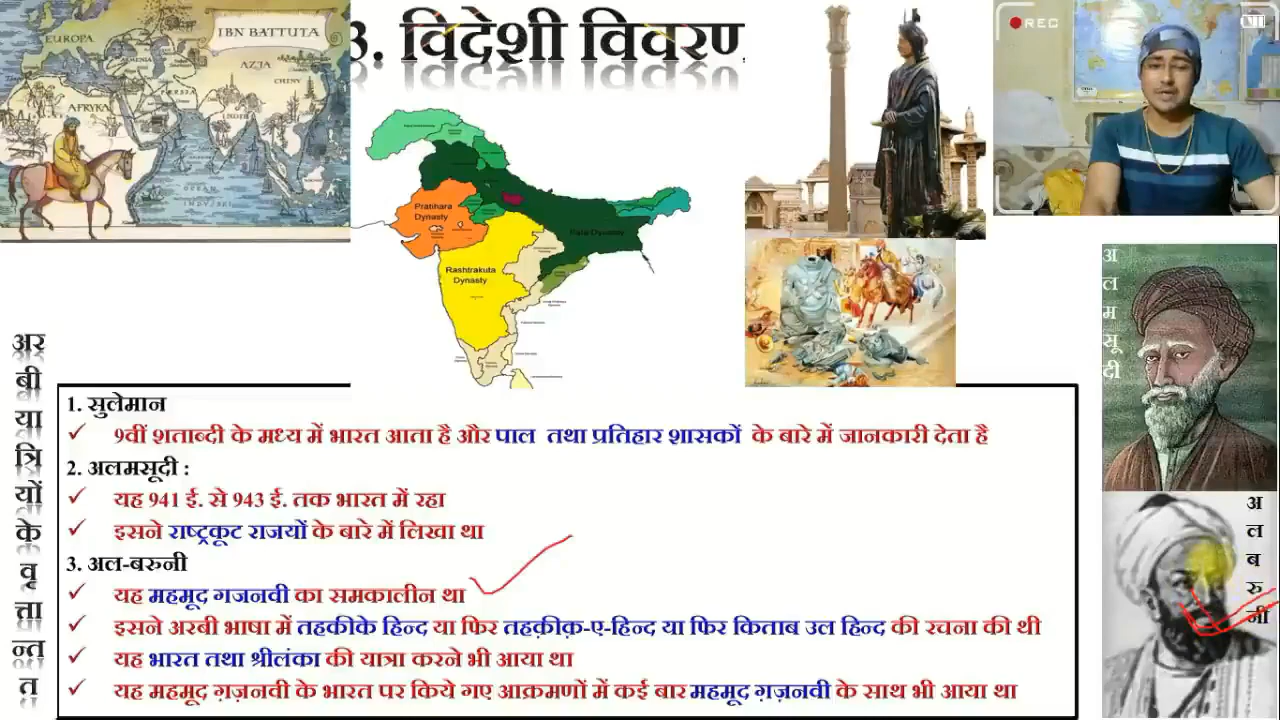 3. विदेशी विवरण
IBN BATTUTA
EUROPA
AZJA
AFRYKA
CHINY
PERSJA
INDIE
REC
Pratihara
Dynasty
Pala Dynasty
Rashtrakuta
Dynasty
अरबी यात्रियों के वृत्तान्त
अलमसूदी
अलबरुनी
1. सुलेमान
✓ 9वीं शताब्दी के मध्य में भारत आता है और पाल तथा प्रतिहार शासकों के बारे में जानकारी देता है
2. अलमसूदी :
✓ यह 941 ई. से 943 ई. तक भारत में रहा
✓ इसने राष्ट्रकूट राजयों के बारे में लिखा था
3. अल-बरुनी
✓ यह महमूद गजनवी का समकालीन था
✓ इसने अरबी भाषा में तहकीके हिन्द या फिर तहक़ीक़-ए-हिन्द या फिर किताब उल हिन्द की रचना की थी
✓ यह भारत तथा श्रीलंका की यात्रा करने भी आया था
✓ यह महमूद ग़ज़नवी के भारत पर किये गए आक्रमणों में कई बार महमूद ग़ज़नवी के साथ भी आया था